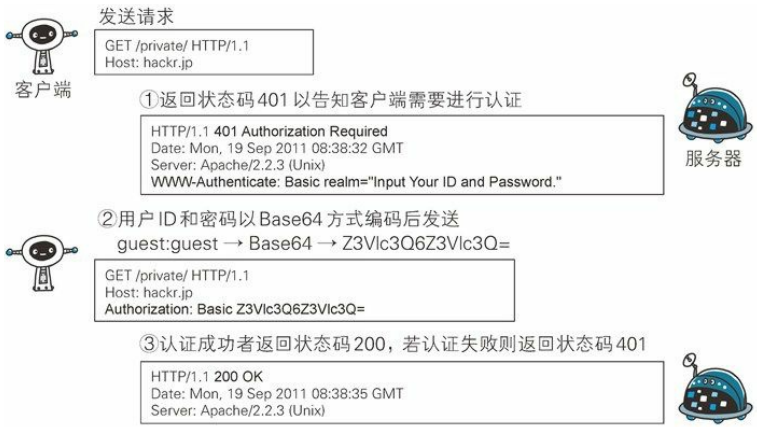 发送请求
GET /private/ HTTP/1.1
Host: hackr.jp
客户端
①返回状态码401以告知客户端需要进行认证
HTTP/1.1 401 Authorization Required
Date: Mon, 19 Sep 2011 08:38:32 GMT
Server: Apache/2.2.3 (Unix)
WWW-Authenticate: Basic realm="Input Your ID and Password."
服务器
②用户ID和密码以Base64方式编码后发送
guest:guest → Base64 → Z3Vlc3Q6Z3Vlc3Q=
GET /private/ HTTP/1.1
Host: hackr.jp
Authorization: Basic Z3Vlc3Q6Z3Vlc3Q=
③认证成功者返回状态码200，若认证失败则返回状态码401
HTTP/1.1 200 OK
Date: Mon, 19 Sep 2011 08:38:35 GMT
Server: Apache/2.2.3 (Unix)